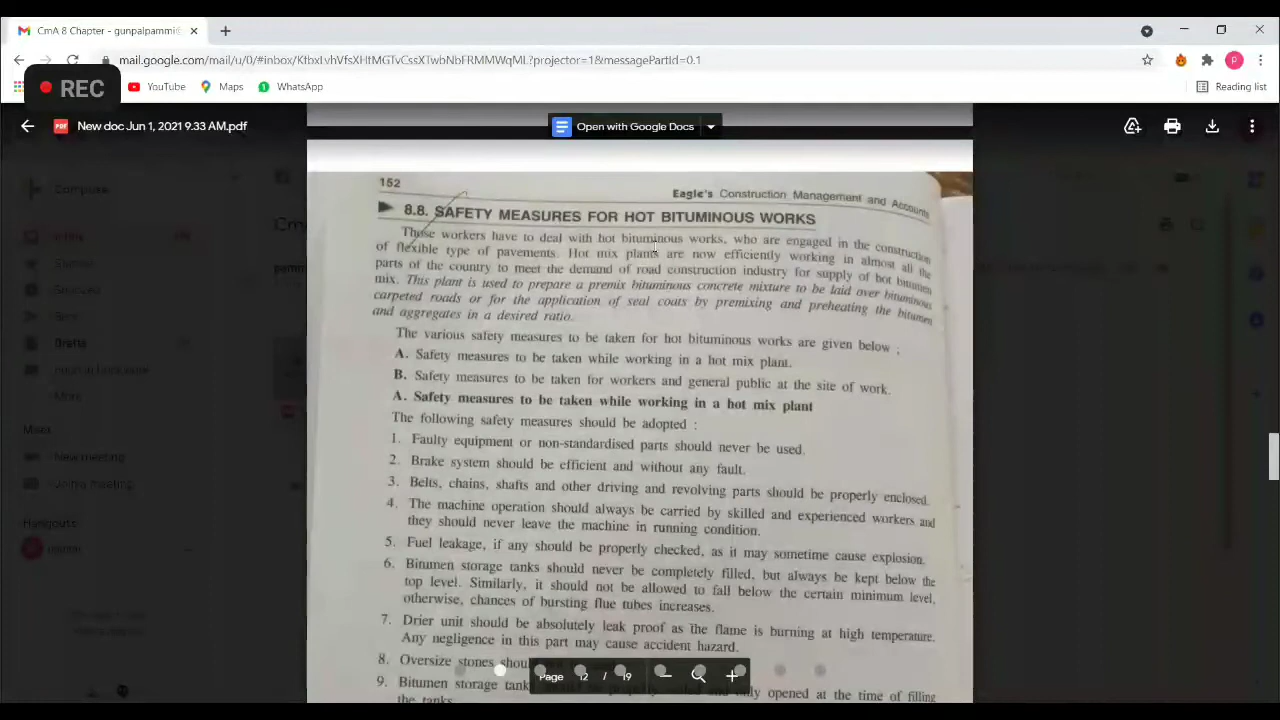 CmA 8 Chapter - gunpalpammi@
mail.google.com/mail/u/0/#inbox/KtbxLvhVfsXHtMGTvCssXTwbNbFRMMWqML?projector=1&messagePartId=0.1
REC
YouTube
Maps
WhatsApp
Reading list
New doc Jun 1, 2021 9.33 AM.pdf
Open with Google Docs
Compose
Drafts
More
Meet
New meeting
Hangouts
152
Eagle's Construction Management and Accounts
8.8. SAFETY MEASURES FOR HOT BITUMINOUS WORKS
Those workers have to deal with hot bituminous works, who are engaged in the construction
of flexible type of pavements. Hot mix plants are now efficiently working in almost all the
parts of the country to meet the demand of road construction industry for supply of hot bitumen
mix. This plant is used to prepare a premix bituminous concrete mixture to be laid over bituminous
carpeted roads or for the application of seal coats by premixing and preheating the bitumen
and aggregates in a desired ratio.
The various safety measures to be taken for hot bituminous works are given below ;
A. Safety measures to be taken while working in a hot mix plant.
B. Safety measures to be taken for workers and general public at the site of work.
A. Safety measures to be taken while working in a hot mix plant
The following safety measures should be adopted :
1. Faulty equipment or non-standardised parts should never be used.
2. Brake system should be efficient and without any fault.
3. Belts, chains, shafts and other driving and revolving parts should be properly enclosed.
4. The machine operation should always be carried by skilled and experienced workers and
they should never leave the machine in running condition.
5. Fuel leakage, if any should be properly checked, as it may sometime cause explosion.
6. Bitumen storage tanks should never be completely filled, but always be kept below the
top level. Similarly, it should not be allowed to fall below the certain minimum level,
otherwise, chances of bursting flue tubes increases.
7. Drier unit should be absolutely leak proof as the flame is burning at high temperature.
Any negligence in this part may cause accident hazard.
8. Oversize stones shou
Page 12 / 19
9. Bitumen storage tank only opened at the time of filling
the tanks.